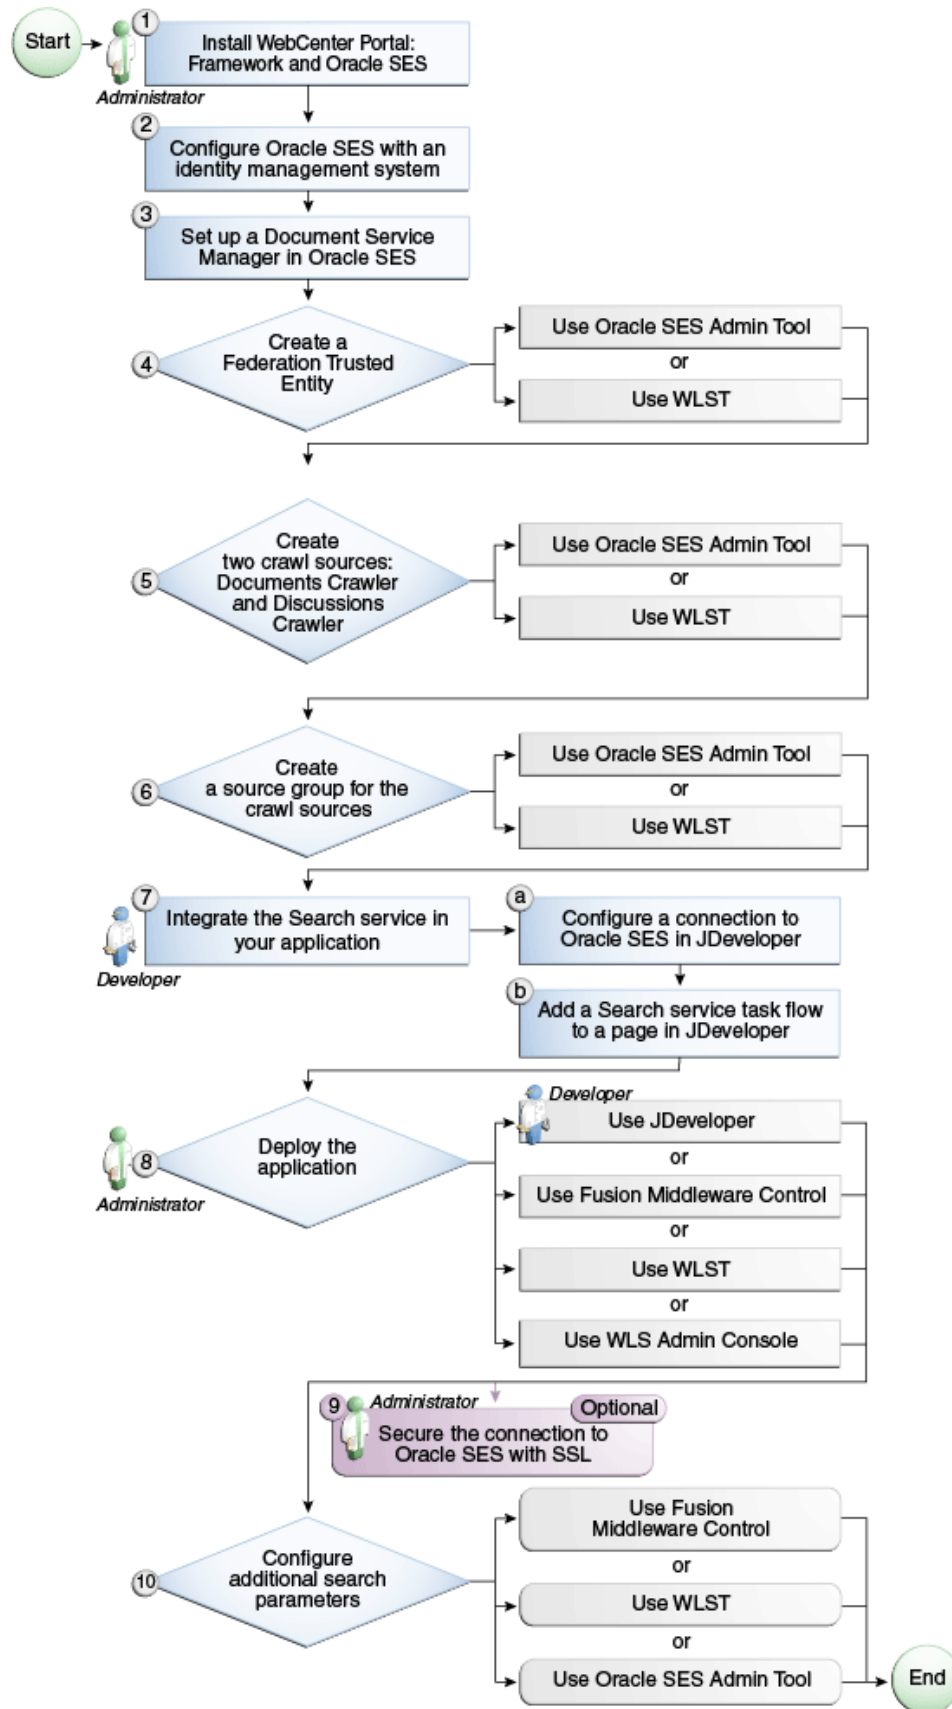 Start
1
Install WebCenter Portal:
Framework and Oracle SES
Administrator
2
Configure Oracle SES with an
identity management system
3
Set up a Document Service
Manager in Oracle SES
4
Create a
Federation Trusted
Entity
Use Oracle SES Admin Tool
or
Use WLST
5
Create
two crawl sources:
Documents Crawler
and Discussions
Crawler
Use Oracle SES Admin Tool
or
Use WLST
6
Create
a source group for the
crawl sources
Use Oracle SES Admin Tool
or
Use WLST
7
Integrate the Search service in
your application
Developer
a
Configure a connection to
Oracle SES in JDeveloper
b
Add a Search service task flow
to a page in JDeveloper
8
Deploy the
application
Administrator
Developer
Use JDeveloper
or
Use Fusion Middleware Control
or
Use WLST
or
Use WLS Admin Console
9
Administrator
Optional
Secure the connection to
Oracle SES with SSL
10
Configure
additional search
parameters
Use Fusion
Middleware Control
or
Use WLST
or
Use Oracle SES Admin Tool
End